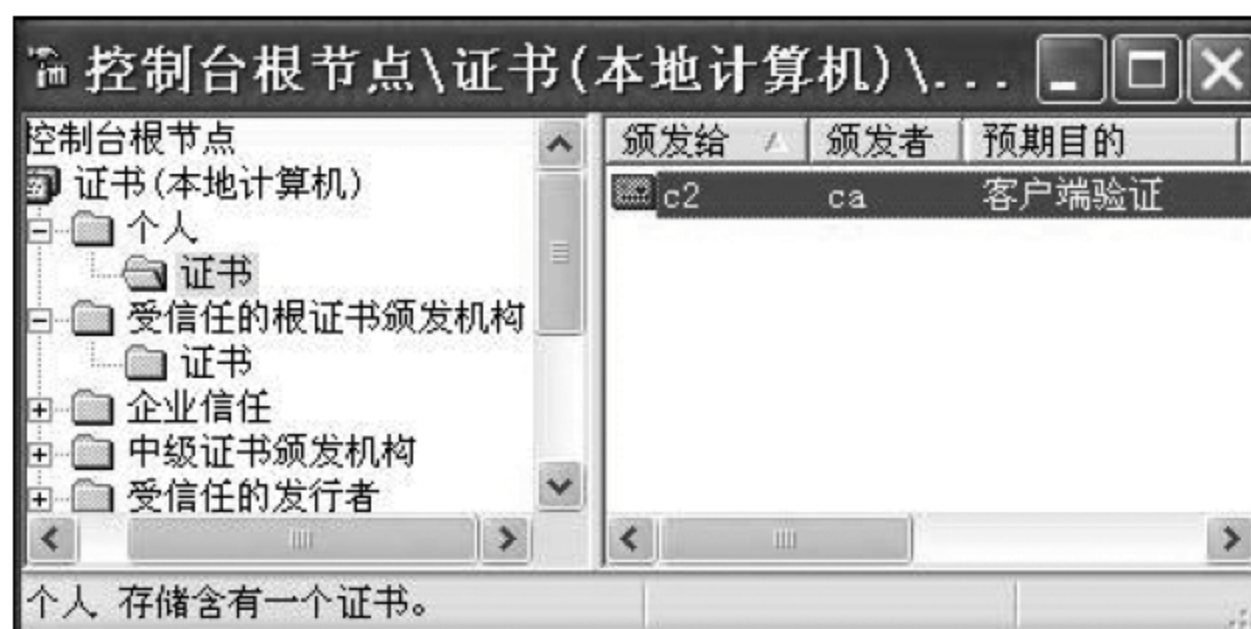 控制台根节点\证书(本地计算机)\...
控制台根节点
证书(本地计算机)
个人
证书
受信任的根证书颁发机构
证书
企业信任
中级证书颁发机构
受信任的发行者
颁发给 颁发者 预期目的
c2 ca 客户端验证
个人 存储含有一个证书。